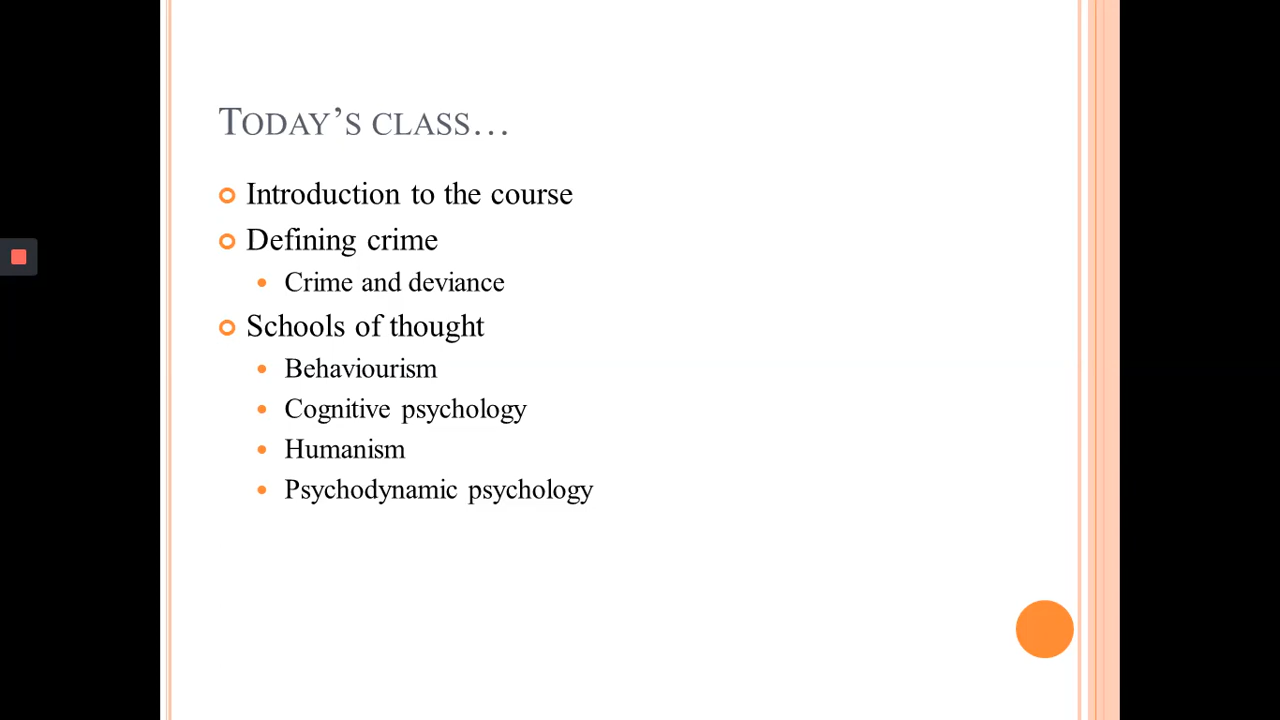 Today's class…
Introduction to the course
Defining crime
Crime and deviance
Schools of thought
Behaviourism
Cognitive psychology
Humanism
Psychodynamic psychology